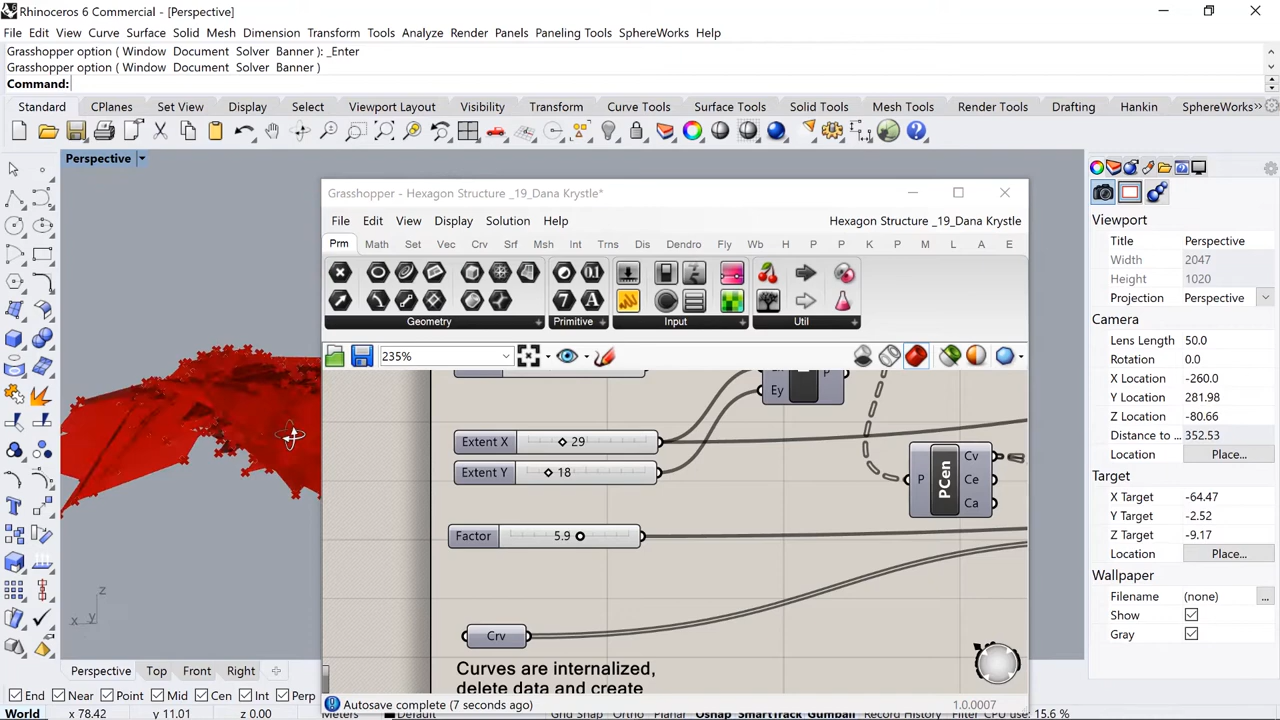 Rhinoceros 6 Commercial - [Perspective]
File Edit View Curve Surface Solid Mesh Dimension Transform Tools Analyze Render Panels Paneling Tools SphereWorks Help
Grasshopper option ( Window Document Solver Banner ): _Enter
Grasshopper option ( Window Document Solver Banner )
Command:
Standard CPlanes Set View Display Select Viewport Layout Visibility Transform Curve Tools Surface Tools Solid Tools Mesh Tools Render Tools Drafting Hankin SphereWorks
Perspective
Grasshopper - Hexagon Structure _19_Dana Krystle*
File Edit View Display Solution Help Hexagon Structure _19_Dana Krystle
Prm Math Set Vec Crv Srf Msh Int Trns Dis Dendro Fly Wb H P P K P M L A E
Geometry Primitive Input Util
235%
Ey P
Extent X 29
Extent Y 18
PCen
P Cv Ce Ca
Factor 5.9
Crv
Curves are internalized,
delete data and create
Autosave complete (7 seconds ago) 1.0.0007
Viewport
Title Perspective
Width 2047
Height 1020
Projection Perspective
Camera
Lens Length 50.0
Rotation 0.0
X Location -260.0
Y Location 281.98
Z Location -80.66
Distance to ... 352.53
Location Place...
Target
X Target -64.47
Y Target -2.52
Z Target -9.17
Location Place...
Wallpaper
Filename (none) ...
Show
Gray
z
x y
Perspective Top Front Right
End Near Point Mid Cen Int Perp
World x 78.42 y 11.01 z 0.00 Meters Default Grid Snap Ortho Planar Osnap SmartTrack Gumball Record History Filter CPU use: 15.6 %